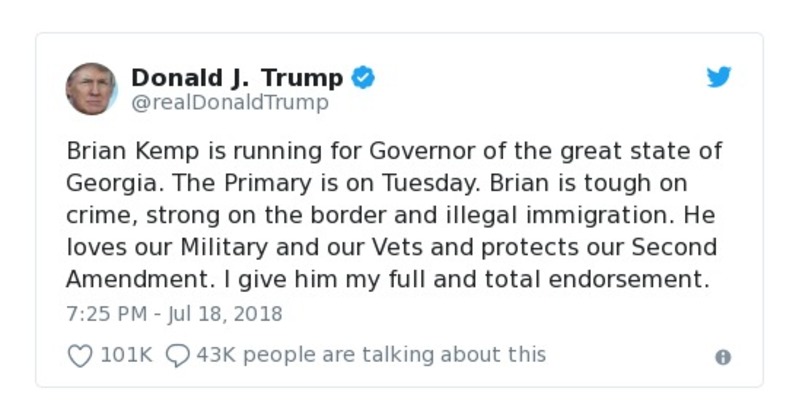 Donald J. Trump
@realDonaldTrump
Brian Kemp is running for Governor of the great state of
Georgia. The Primary is on Tuesday. Brian is tough on
crime, strong on the border and illegal immigration. He
loves our Military and our Vets and protects our Second
Amendment. I give him my full and total endorsement.
7:25 PM - Jul 18, 2018
101K 43K people are talking about this